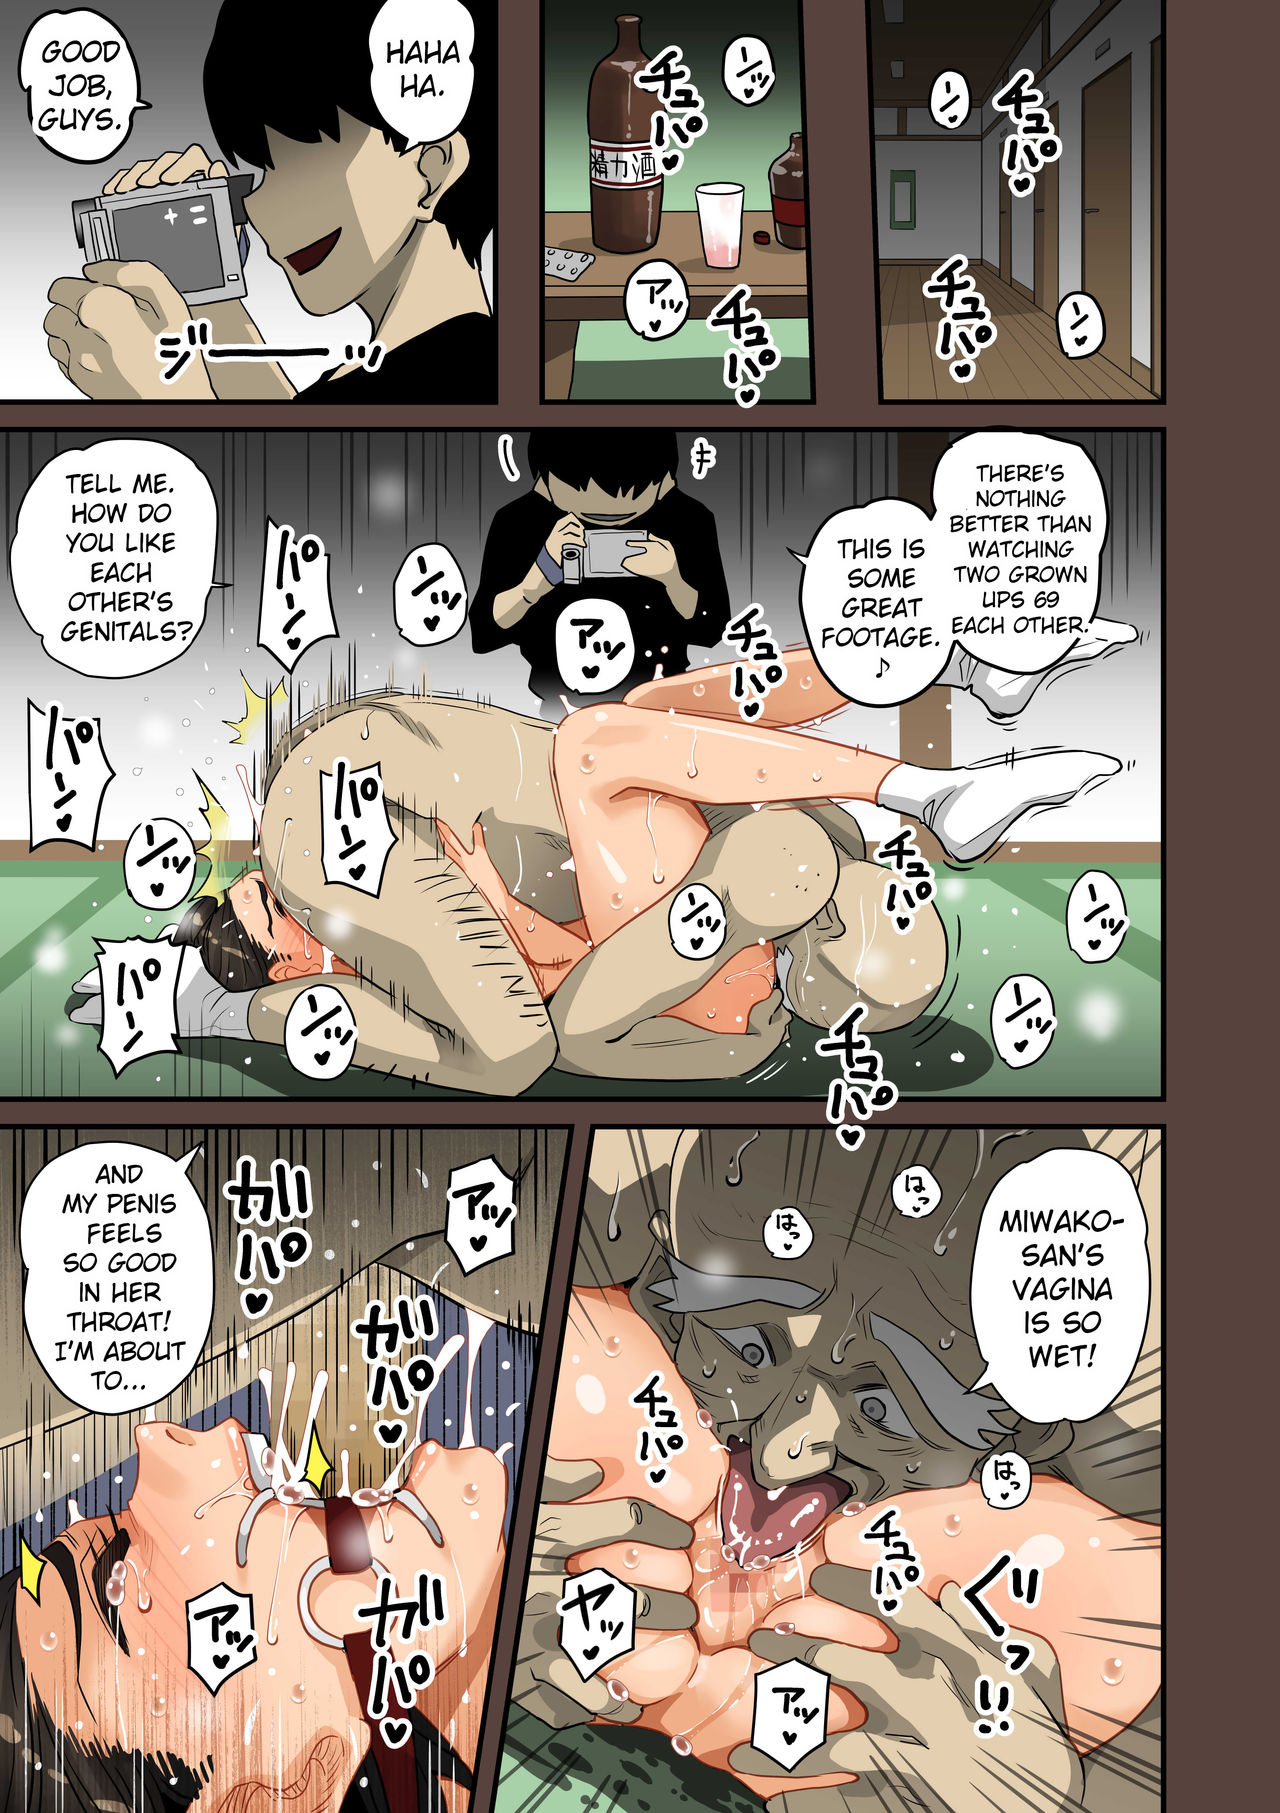 ンッ
チュパ♥
チュパ♥
ンッ
チュパ♥
ンッ
精力酒
アッ♥
チュパ♥
HAHA
HA.
GOOD
JOB,
GUYS.
ジーーッ
THERE'S
NOTHING
BETTER THAN
WATCHING
TWO GROWN
UPS 69
EACH OTHER.
THIS IS
SOME
GREAT
FOOTAGE.
♪
TELL ME.
HOW DO
YOU LIKE
EACH
OTHER'S
GENITALS?
チュパ♥
アッ♥
ンッ♥
パーン♥
パーン♥
パーン♥
ンッ♥
パーン♥
ンッ♥
ンッ♥
チュパ♥
ンッ♥
ンッ♥
チュパ♥
MIWAKO-
SAN'S
VAGINA
IS SO
WET!
はっ♥
はっ♥
はっ♥
チュパ♥
チュパ♥
ぐりっ!!
ヤッ♥
アッ♥
AND
MY PENIS
FEELS
SO GOOD
IN HER
THROAT!
I'M ABOUT
TO...
アッ♥
ガパ♥
ガパ♥
ガパ♥
アッ♥